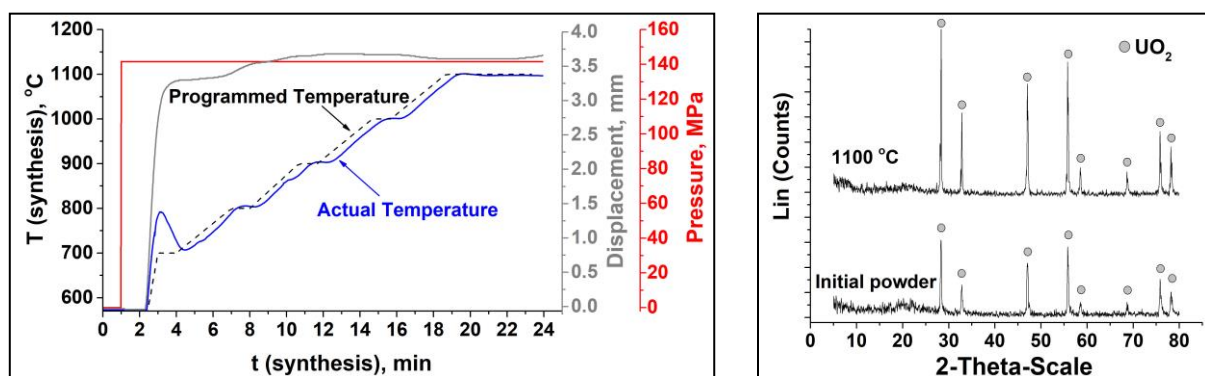 T (synthesis), °C
1200
1100
1000
900
800
700
600
0 2 4 6 8 10 12 14 16 18 20 22 24
t (synthesis), min
Programmed Temperature
Actual Temperature
4.0
3.5
3.0
2.5
2.0
1.5
1.0
0.5
0.0
Displacement, mm
160
140
120
100
80
60
40
20
0
Pressure, MPa
Lin (Counts)
UO₂
1100 °C
Initial powder
0 10 20 30 40 50 60 70 80
2-Theta-Scale